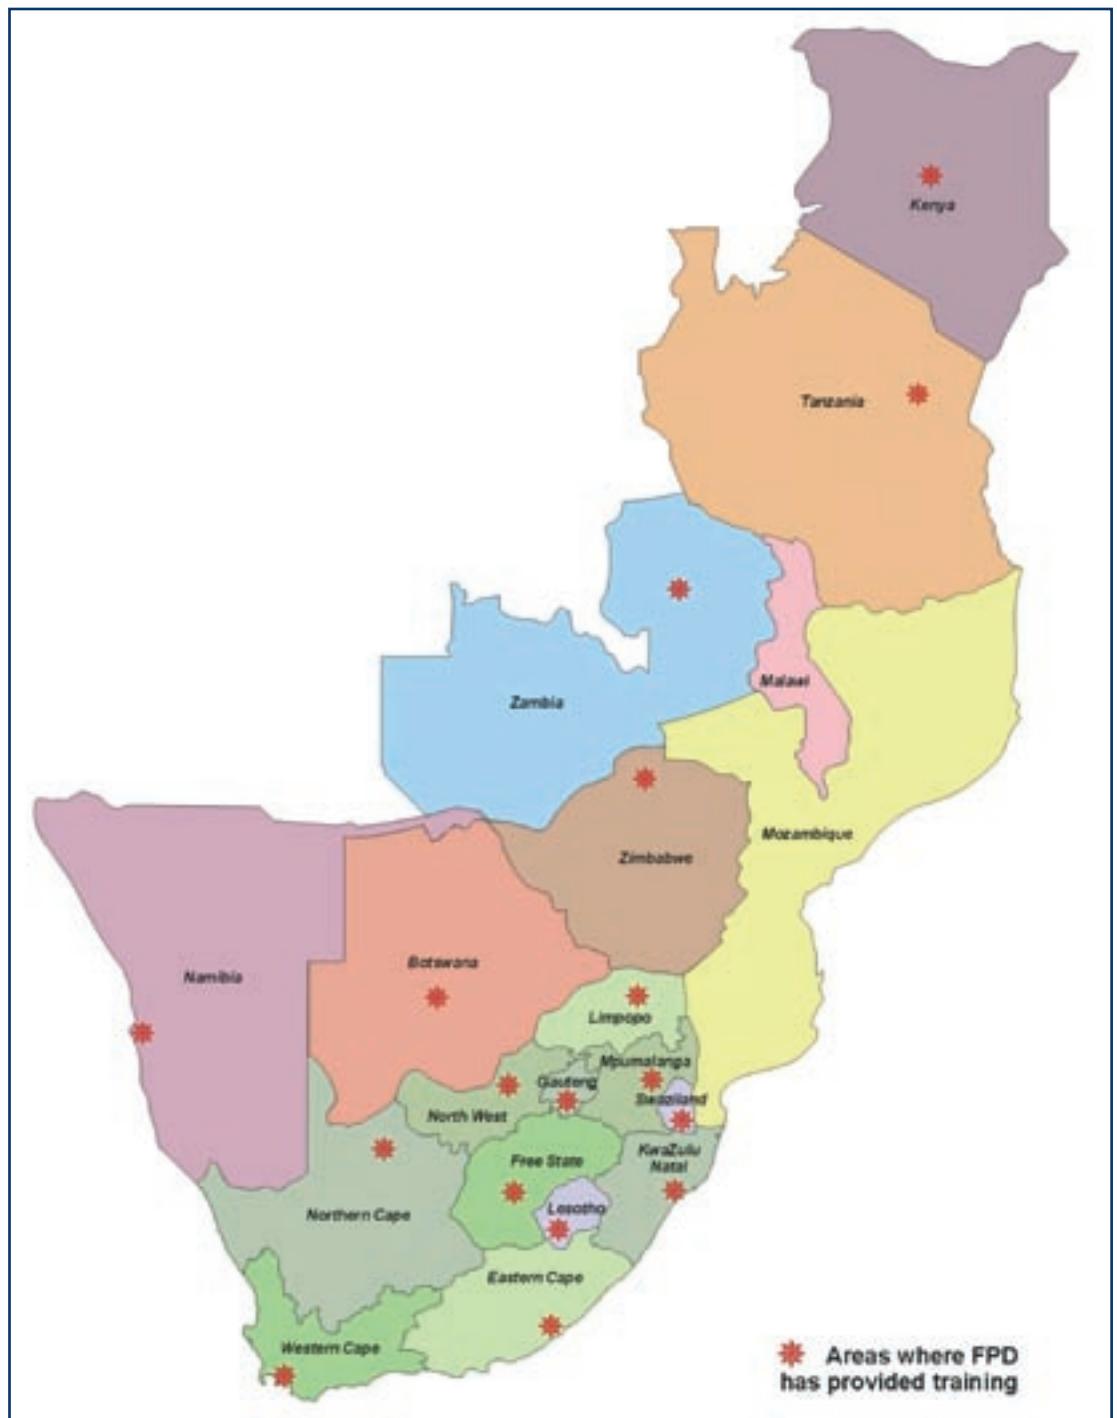 Kenya
Tanzania
Malawi
Zambia
Mozambique
Zimbabwe
Namibia
Botswana
Limpopo
Mpumalanga
Gauteng
Swaziland
North West
KwaZulu
Natal
Free State
Lesotho
Northern Cape
Eastern Cape
Western Cape
Areas where FPD
has provided training